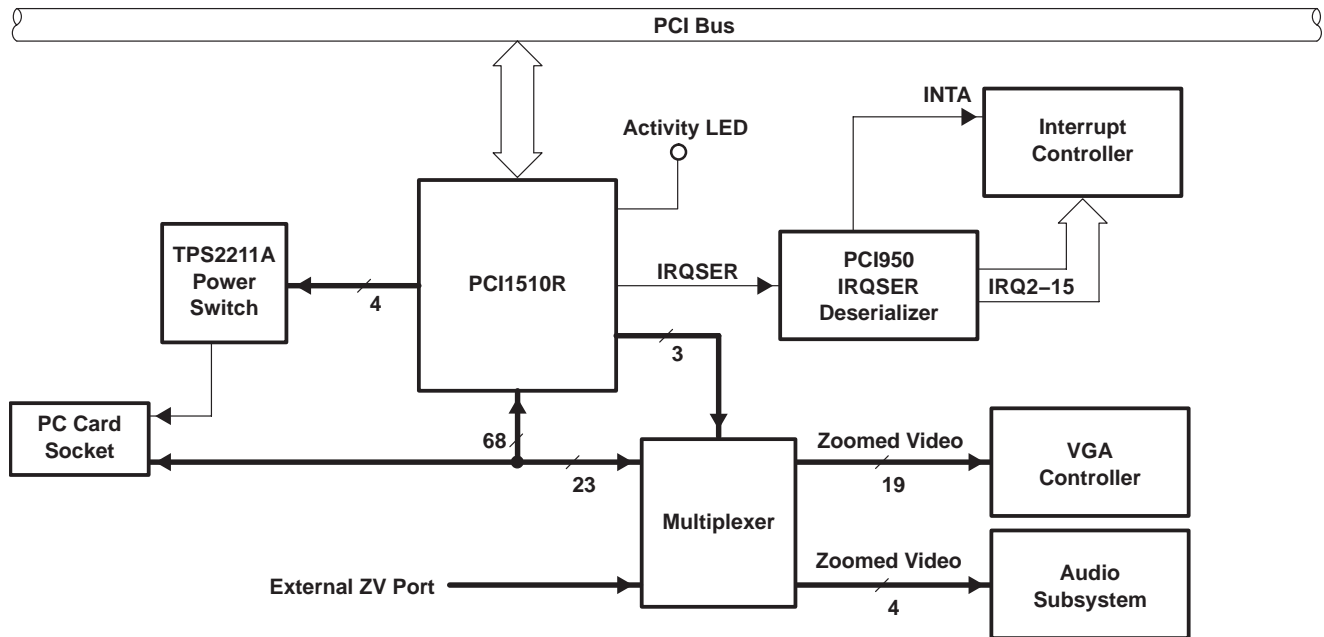 PCI Bus
INTA
Interrupt
Controller
Activity LED
TPS2211A
Power
Switch
4
PCI1510R
IRQSER
PCI950
IRQSER
Deserializer
IRQ2–15
3
PC Card
Socket
68
23
Multiplexer
Zoomed Video
19
VGA
Controller
External ZV Port
Zoomed Video
4
Audio
Subsystem